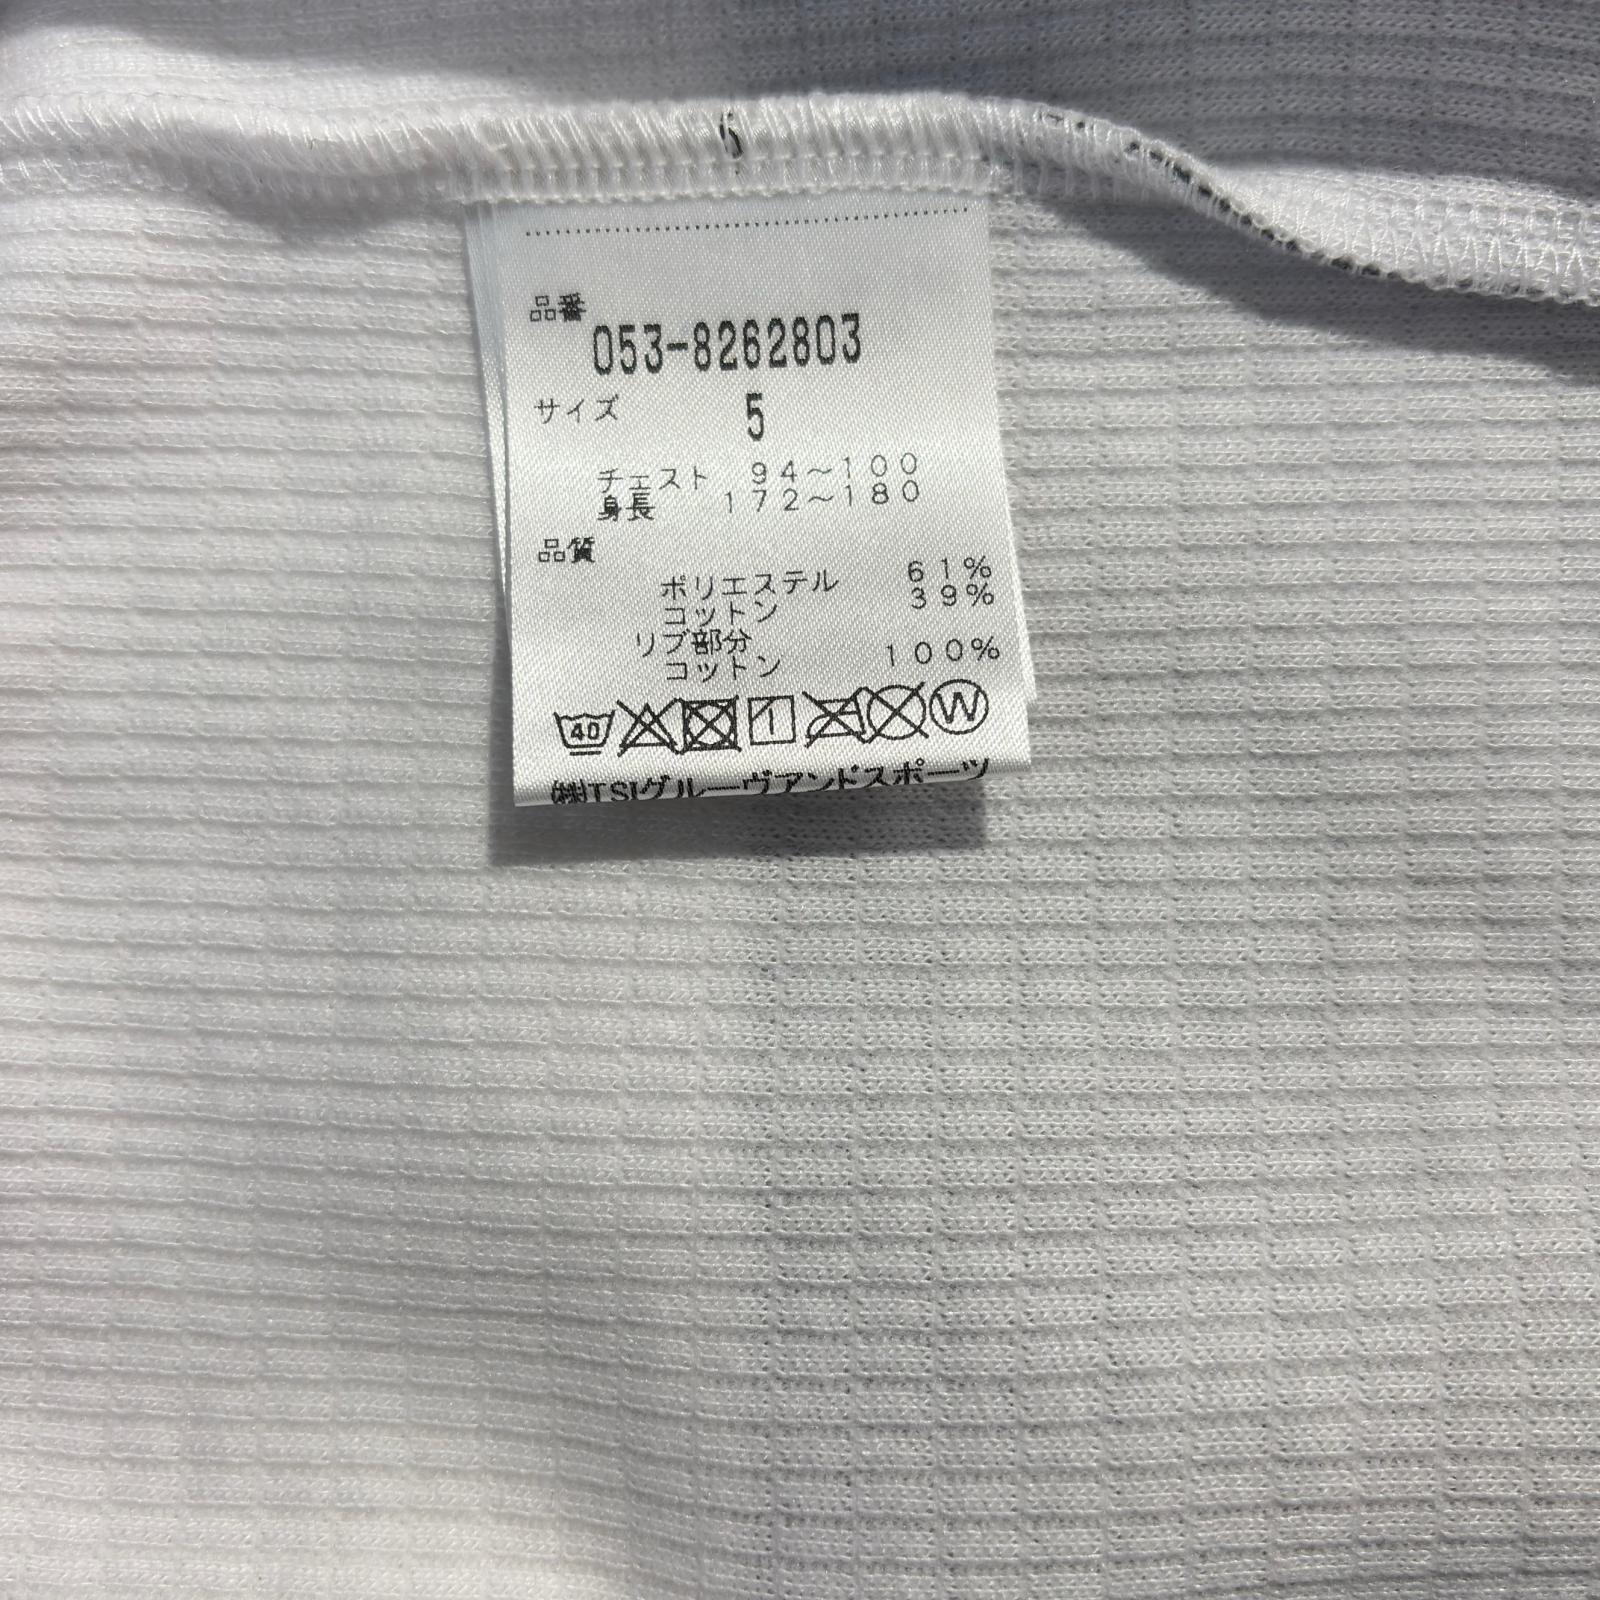 品番
053-8262803
サイズ 5
チェスト 94～100
身長 172～180
品質
ポリエステル 61%
コットン 39%
リブ部分
コットン 100%
40 W
㈱TSIグルーヴアンドスポーツ